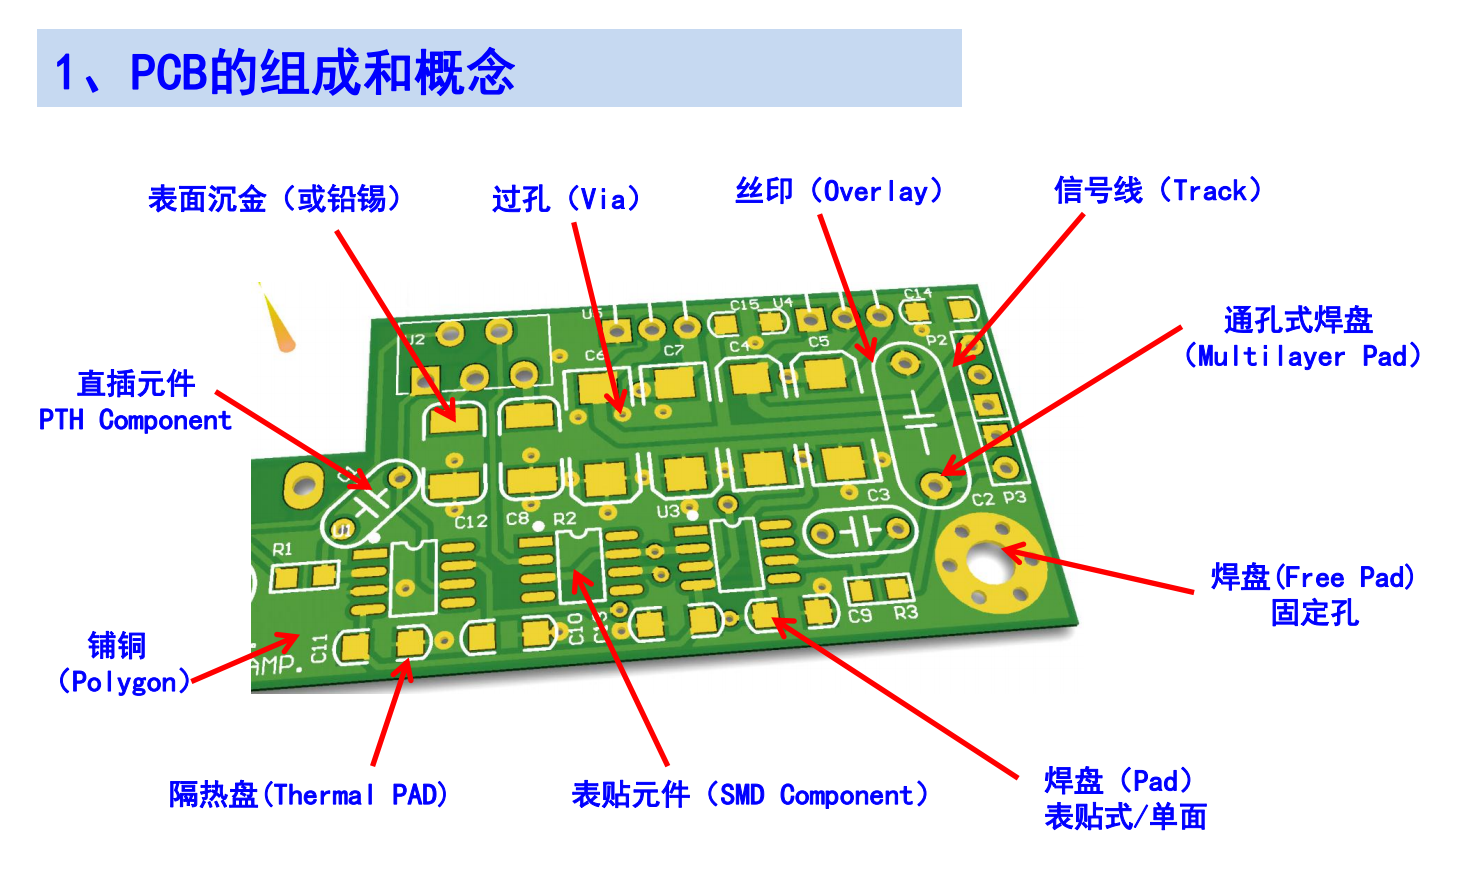 1、PCB的组成和概念
表面沉金（或铅锡）
过孔（Via）
丝印（Overlay）
信号线（Track）
通孔式焊盘
（Multilayer Pad）
直插元件
PTH Component
焊盘(Free Pad)
固定孔
铺铜
（Polygon）
隔热盘(Thermal PAD)
表贴元件（SMD Component）
焊盘（Pad）
表贴式/单面
U2
U5
C15
U4
C14
C6
C7
C4
C5
P2
C1
U1
C12
C8
R2
U3
C3
C2
P3
R1
C11
C10
C13
C9
R3
AMP.